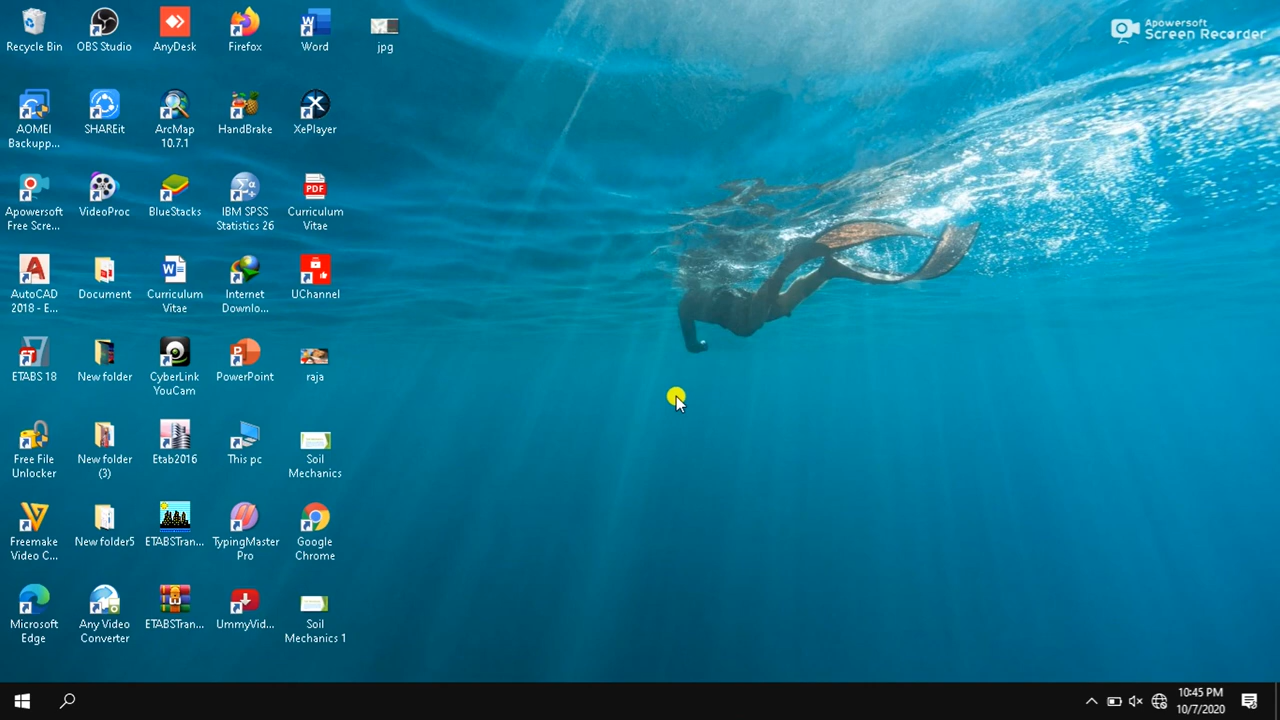 Recycle Bin
OBS Studio
AnyDesk
Firefox
Word
jpg
Apowersoft
Screen Recorder
AOMEI
Backupp...
SHAREit
ArcMap
10.7.1
HandBrake
XePlayer
Apowersoft
Free Scre...
VideoProc
BlueStacks
IBM SPSS
Statistics 26
PDF
Curriculum
Vitae
AutoCAD
2018 - E...
Document
Curriculum
Vitae
Internet
Downlo...
UChannel
ETABS 18
New folder
CyberLink
YouCam
PowerPoint
raja
Free File
Unlocker
New folder
(3)
Etab2016
This pc
Soil
Mechanics
Freemake
Video C...
New folder5
ETABSTran...
TypingMaster
Pro
Google
Chrome
Microsoft
Edge
Any Video
Converter
ETABSTran...
UmmyVid...
Soil
Mechanics 1
10:45 PM
10/7/2020